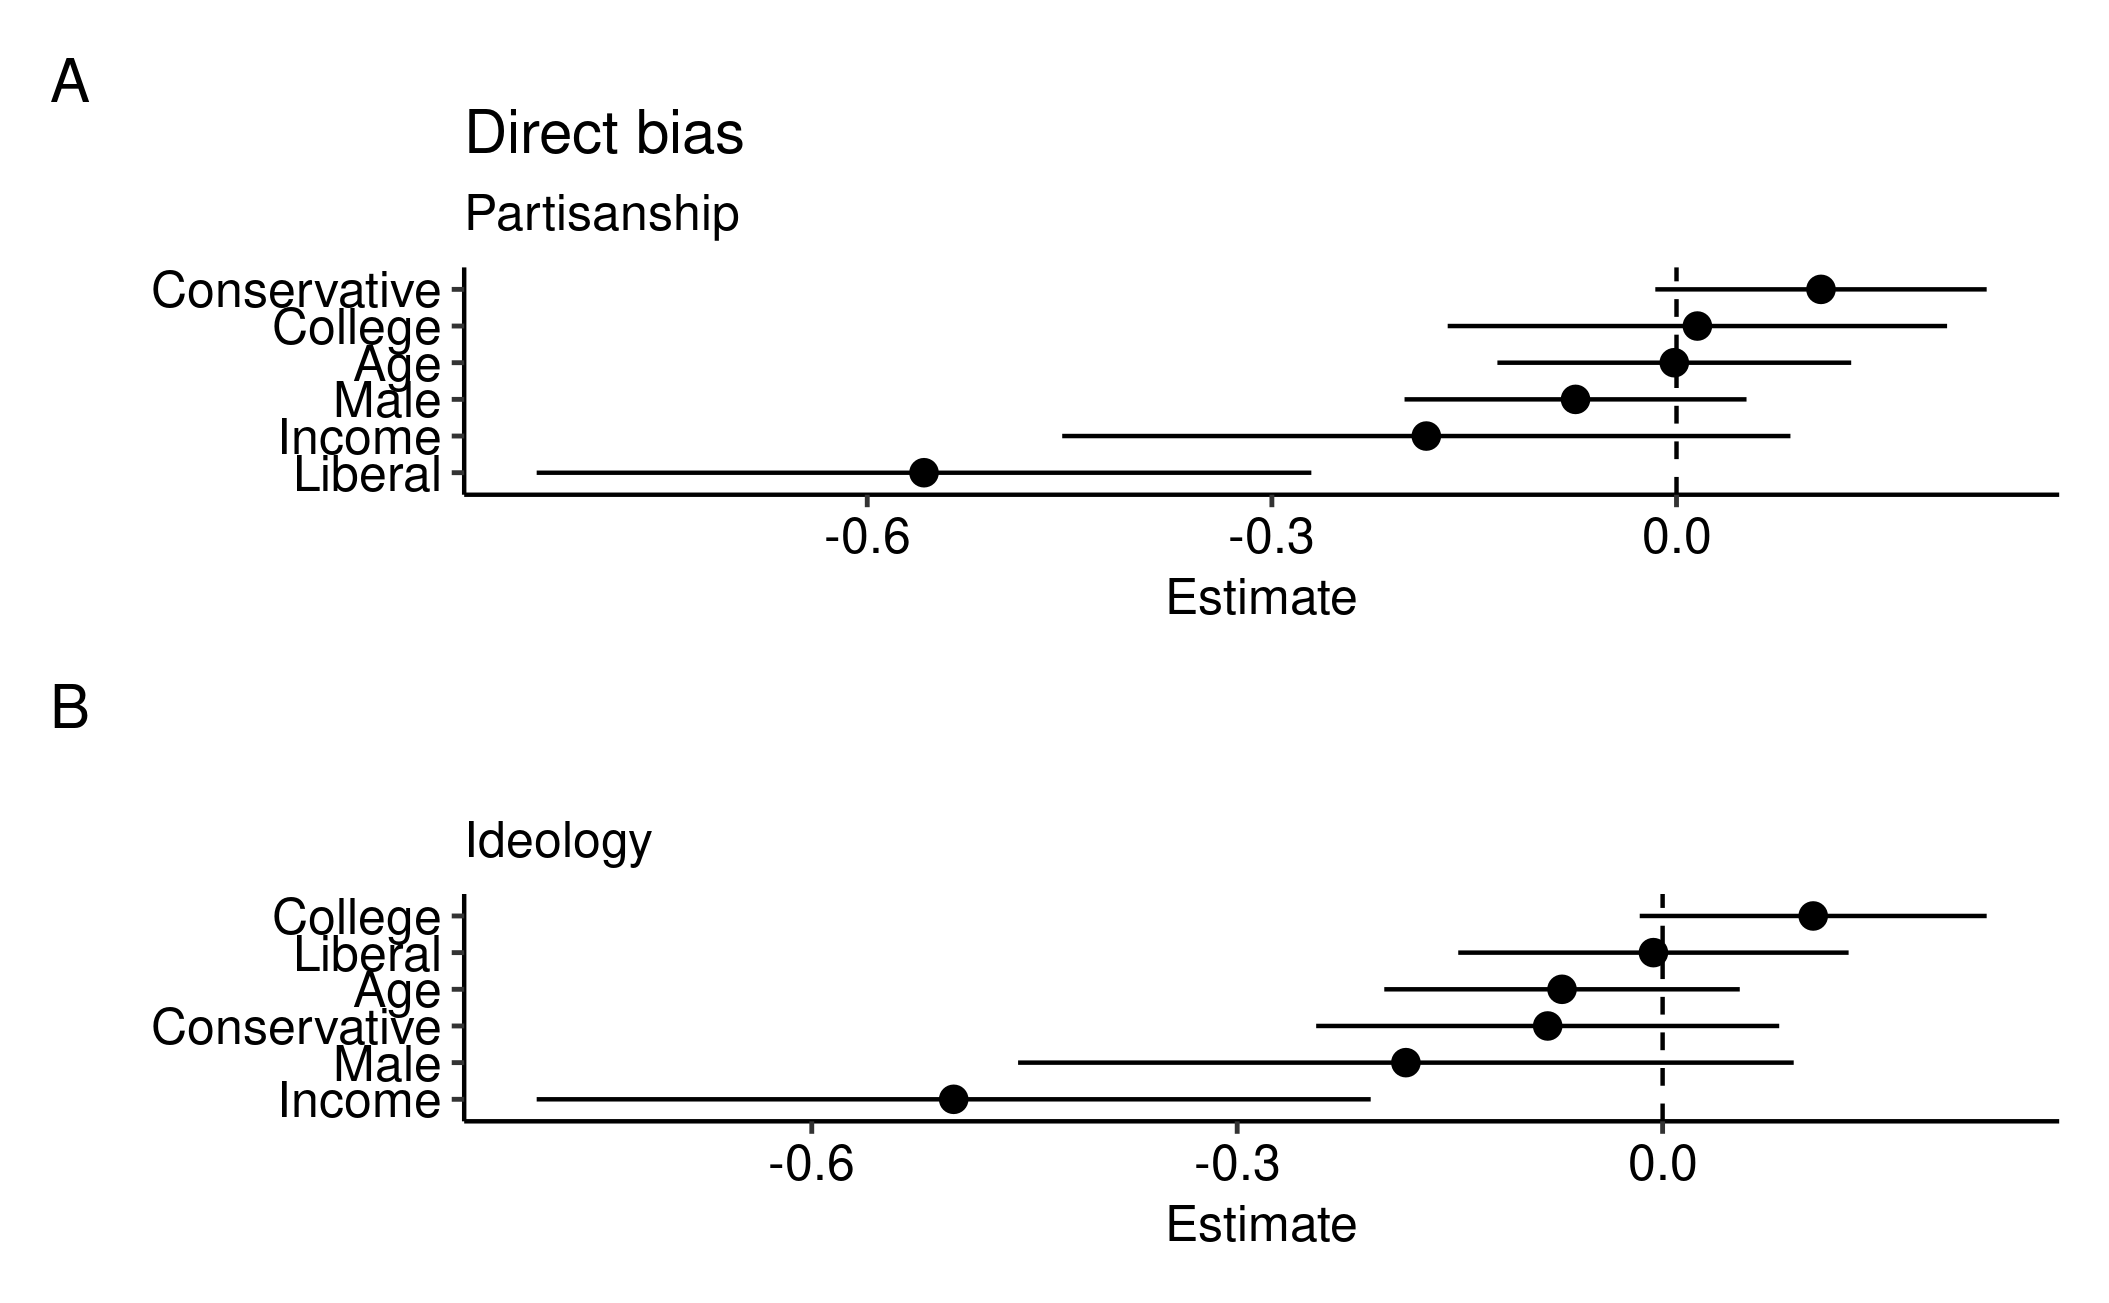 A
Direct bias
Partisanship
Conservative
College
Age
Male
Income
Liberal
-0.6 -0.3 0.0
Estimate
B
Ideology
College
Liberal
Age
Conservative
Male
Income
-0.6 -0.3 0.0
Estimate